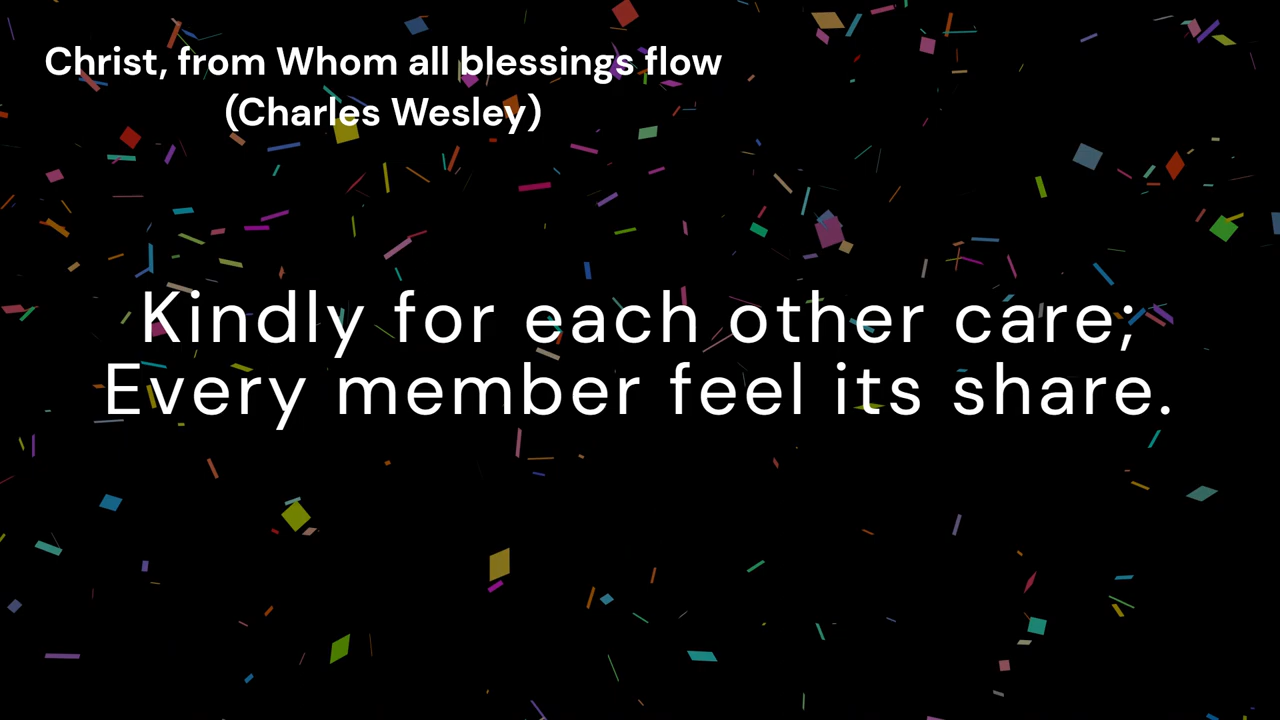 Christ, from Whom all blessings flow
(Charles Wesley)
Kindly for each other care;
Every member feel its share.